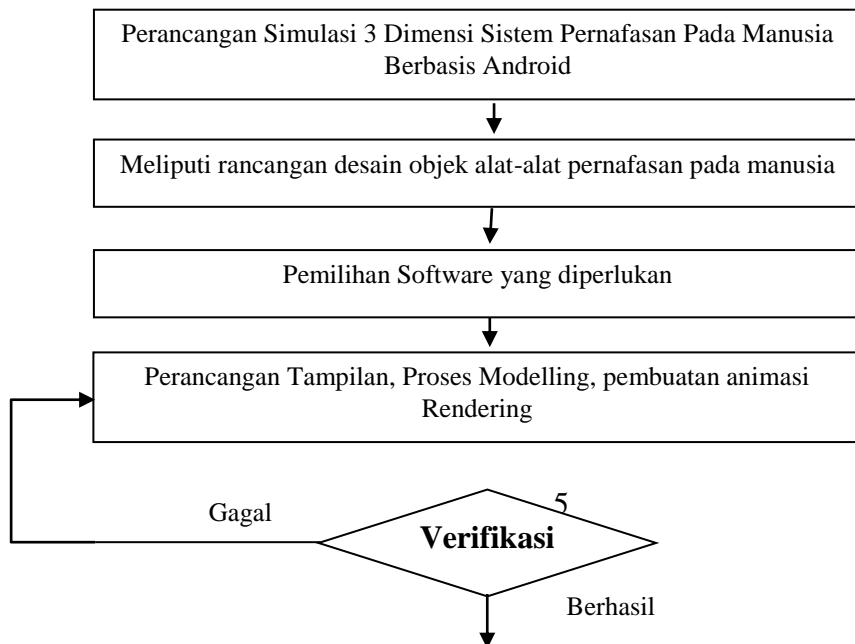 Perancangan Simulasi 3 Dimensi Sistem Pernafasan Pada Manusia
Berbasis Android
Meliputi rancangan desain objek alat-alat pernafasan pada manusia
Pemilihan Software yang diperlukan
Perancangan Tampilan, Proses Modelling, pembuatan animasi
Rendering
5
Gagal
Verifikasi
Berhasil